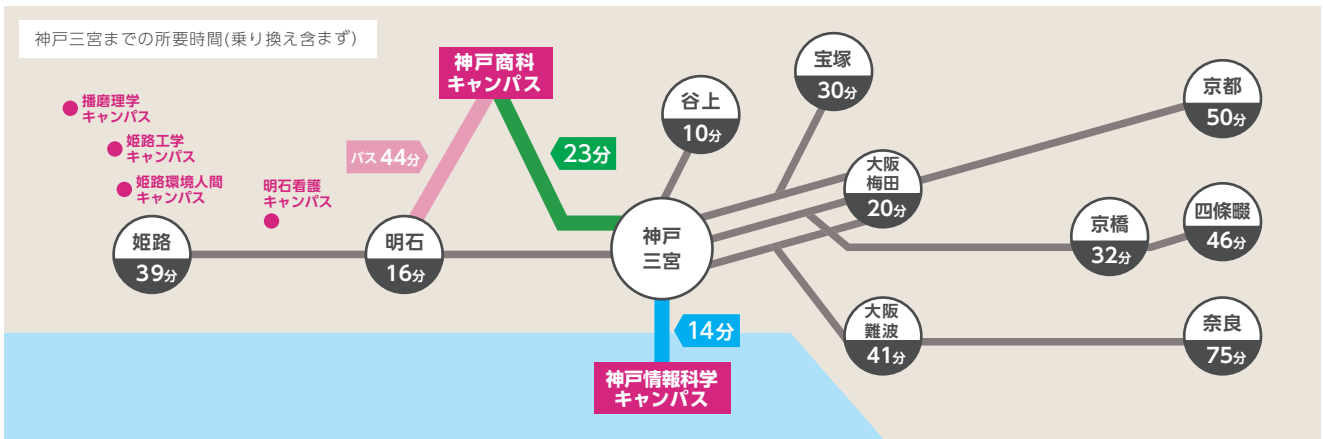 神戸三宮までの所要時間(乗り換え含まず)
神戸商科
キャンパス
播磨理学
キャンパス
姫路工学
キャンパス
姫路環境人間
キャンパス
明石看護
キャンパス
バス 44分
23分
谷上
10分
宝塚
30分
京都
50分
大阪
梅田
20分
京橋
32分
四條畷
46分
姫路
39分
明石
16分
神戸
三宮
大阪
難波
41分
奈良
75分
14分
神戸情報科学
キャンパス